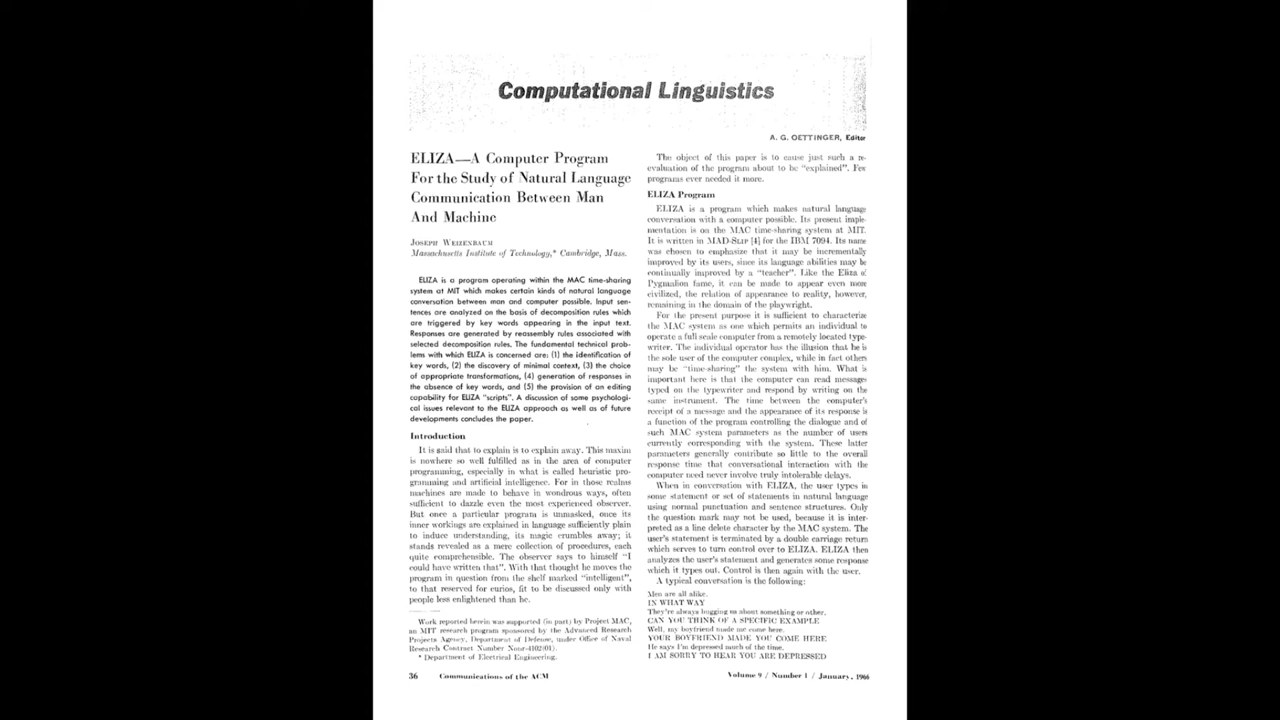 Computational Linguistics
A. G. OETTINGER, Editor
ELIZA—A Computer Program
For the Study of Natural Language
Communication Between Man
And Machine
JOSEPH WEIZENBAUM
Massachusetts Institute of Technology,* Cambridge, Mass.
ELIZA is a program operating within the MAC time-sharing
system at MIT which makes certain kinds of natural language
conversation between man and computer possible. Input sen-
tences are analyzed on the basis of decomposition rules which
are triggered by key words appearing in the input text.
Responses are generated by reassembly rules associated with
selected decomposition rules. The fundamental technical prob-
lems with which ELIZA is concerned are: (1) the identification of
key words, (2) the discovery of minimal context, (3) the choice
of appropriate transformations, (4) generation of responses in
the absence of key words, and (5) the provision of an editing
capability for ELIZA "scripts". A discussion of some psychologi-
cal issues relevant to the ELIZA approach as well as of future
developments concludes the paper.
Introduction
It is said that to explain is to explain away. This maxim
is nowhere so well fulfilled as in the area of computer
programming, especially in what is called heuristic pro-
gramming and artificial intelligence. For in those realms
machines are made to behave in wondrous ways, often
sufficient to dazzle even the most experienced observer.
But once a particular program is unmasked, once its
inner workings are explained in language sufficiently plain
to induce understanding, its magic crumbles away; it
stands revealed as a mere collection of procedures, each
quite comprehensible. The observer says to himself "I
could have written that". With that thought he moves the
program in question from the shelf marked "intelligent",
to that reserved for curios, fit to be discussed only with
people less enlightened than he.
Work reported herein was supported (in part) by Project MAC,
an MIT research program sponsored by the Advanced Research
Projects Agency, Department of Defense, under Office of Naval
Research Contract Number Nonr-4102(01).
* Department of Electrical Engineering.
The object of this paper is to cause just such a re-
evaluation of the program about to be "explained". Few
programs ever needed it more.
ELIZA Program
ELIZA is a program which makes natural language
conversation with a computer possible. Its present imple-
mentation is on the MAC time-sharing system at MIT.
It is written in MAD-SLIP [4] for the IBM 7094. Its name
was chosen to emphasize that it may be incrementally
improved by its users, since its language abilities may be
continually improved by a "teacher". Like the Eliza of
Pygmalion fame, it can be made to appear even more
civilized, the relation of appearance to reality, however,
remaining in the domain of the playwright.
For the present purpose it is sufficient to characterize
the MAC system as one which permits an individual to
operate a full scale computer from a remotely located type-
writer. The individual operator has the illusion that he is
the sole user of the computer complex, while in fact others
may be "time-sharing" the system with him. What is
important here is that the computer can read messages
typed on the typewriter and respond by writing on the
same instrument. The time between the computer's
receipt of a message and the appearance of its response is
a function of the program controlling the dialogue and of
such MAC system parameters as the number of users
currently corresponding with the system. These latter
parameters generally contribute so little to the overall
response time that conversational interaction with the
computer need never involve truly intolerable delays.
When in conversation with ELIZA, the user types in
some statement or set of statements in natural language
using normal punctuation and sentence structures. Only
the question mark may not be used, because it is inter-
preted as a line delete character by the MAC system. The
user's statement is terminated by a double carriage return
which serves to turn control over to ELIZA. ELIZA then
analyzes the user's statement and generates some response
which it types out. Control is then again with the user.
A typical conversation is the following:
Men are all alike.
IN WHAT WAY
They're always bugging us about something or other.
CAN YOU THINK OF A SPECIFIC EXAMPLE
Well, my boyfriend made me come here.
YOUR BOYFRIEND MADE YOU COME HERE
He says I'm depressed much of the time.
I AM SORRY TO HEAR YOU ARE DEPRESSED
36 Communications of the ACM
Volume 9 / Number 1 / January, 1966